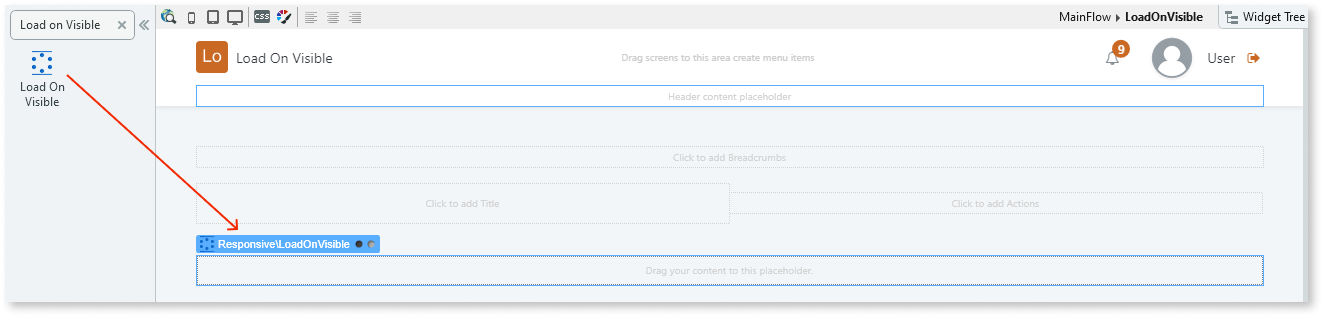 Load on Visible
CSS
MainFlow ▸ LoadOnVisible
Widget Tree
Load On
Visible
Lo
Load On Visible
Drag screens to this area create menu items
9
User
Header content placeholder
Click to add Breadcrumbs
Click to add Title
Click to add Actions
Responsive\LoadOnVisible
Drag your content to this placeholder.